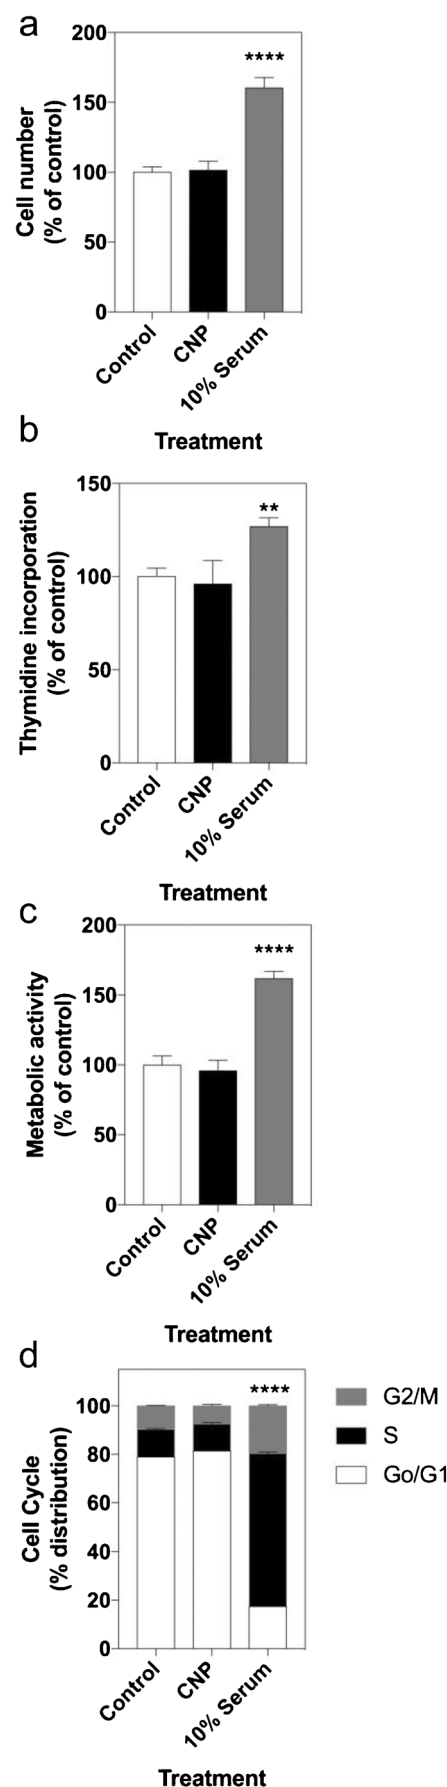 a
Cell number
(% of control)
200
150
100
50
0
****
Control
CNP
10% Serum
Treatment
b
Thymidine incorporation
(% of control)
150
100
50
0
**
Control
CNP
10% Serum
Treatment
c
Metabolic activity
(% of control)
200
150
100
50
0
****
Control
CNP
10% Serum
Treatment
d
Cell Cycle
(% distribution)
100
80
60
40
20
0
****
G2/M
S
Go/G1
Control
CNP
10% Serum
Treatment